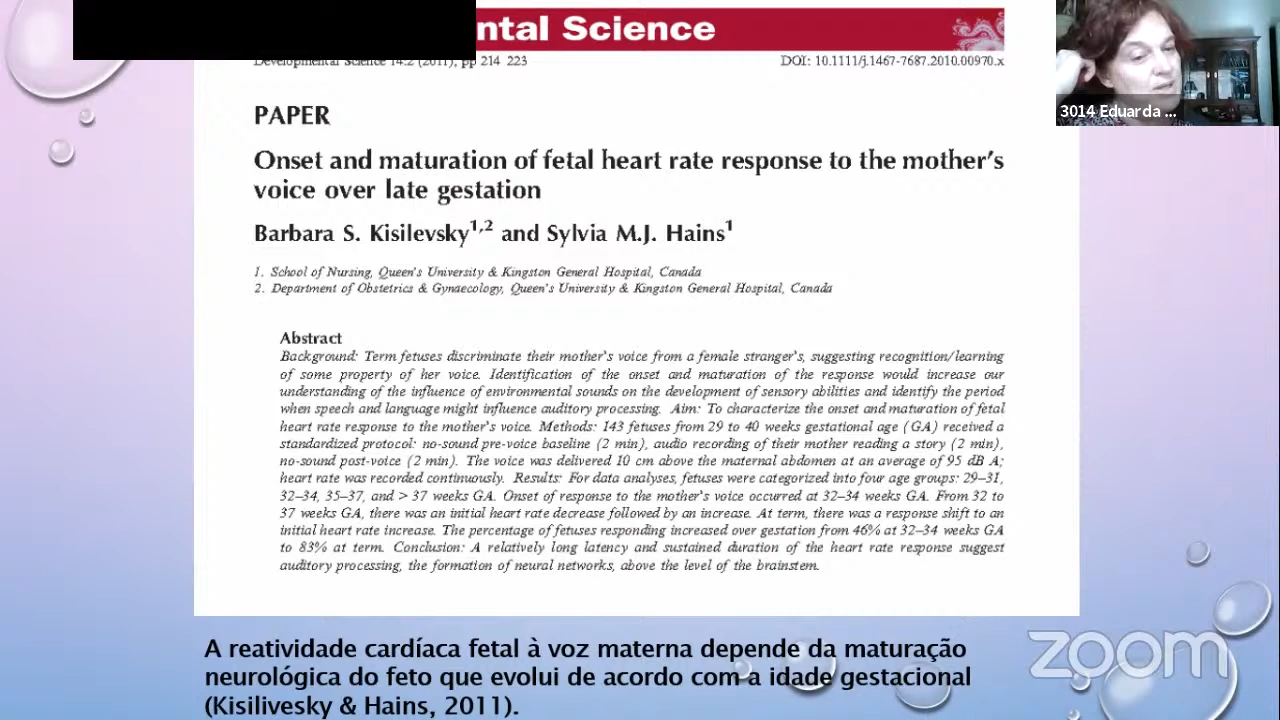 ntal Science
Developmental Science 14:2 (2011), pp 214 223
DOI: 10.1111/j.1467-7687.2010.00970.x
3014 Eduarda ...
PAPER
Onset and maturation of fetal heart rate response to the mother's
voice over late gestation
Barbara S. Kisilevsky1,2 and Sylvia M.J. Hains1
1. School of Nursing, Queen's University & Kingston General Hospital, Canada
2. Department of Obstetrics & Gynaecology, Queen's University & Kingston General Hospital, Canada
Abstract
Background: Term fetuses discriminate their mother's voice from a female stranger's, suggesting recognition/learning
of some property of her voice. Identification of the onset and maturation of the response would increase our
understanding of the influence of environmental sounds on the development of sensory abilities and identify the period
when speech and language might influence auditory processing. Aim: To characterize the onset and maturation of fetal
heart rate response to the mother's voice. Methods: 143 fetuses from 29 to 40 weeks gestational age (GA) received a
standardized protocol: no-sound pre-voice baseline (2 min), audio recording of their mother reading a story (2 min),
no-sound post-voice (2 min). The voice was delivered 10 cm above the maternal abdomen at an average of 95 dB A;
heart rate was recorded continuously. Results: For data analyses, fetuses were categorized into four age groups: 29–31,
32–34, 35–37, and > 37 weeks GA. Onset of response to the mother's voice occurred at 32–34 weeks GA. From 32 to
37 weeks GA, there was an initial heart rate decrease followed by an increase. At term, there was a response shift to an
initial heart rate increase. The percentage of fetuses responding increased over gestation from 46% at 32–34 weeks GA
to 83% at term. Conclusion: A relatively long latency and sustained duration of the heart rate response suggest
auditory processing, the formation of neural networks, above the level of the brainstem.
A reatividade cardíaca fetal à voz materna depende da maturação
neurológica do feto que evolui de acordo com a idade gestacional
(Kisilivesky & Hains, 2011).
zoom